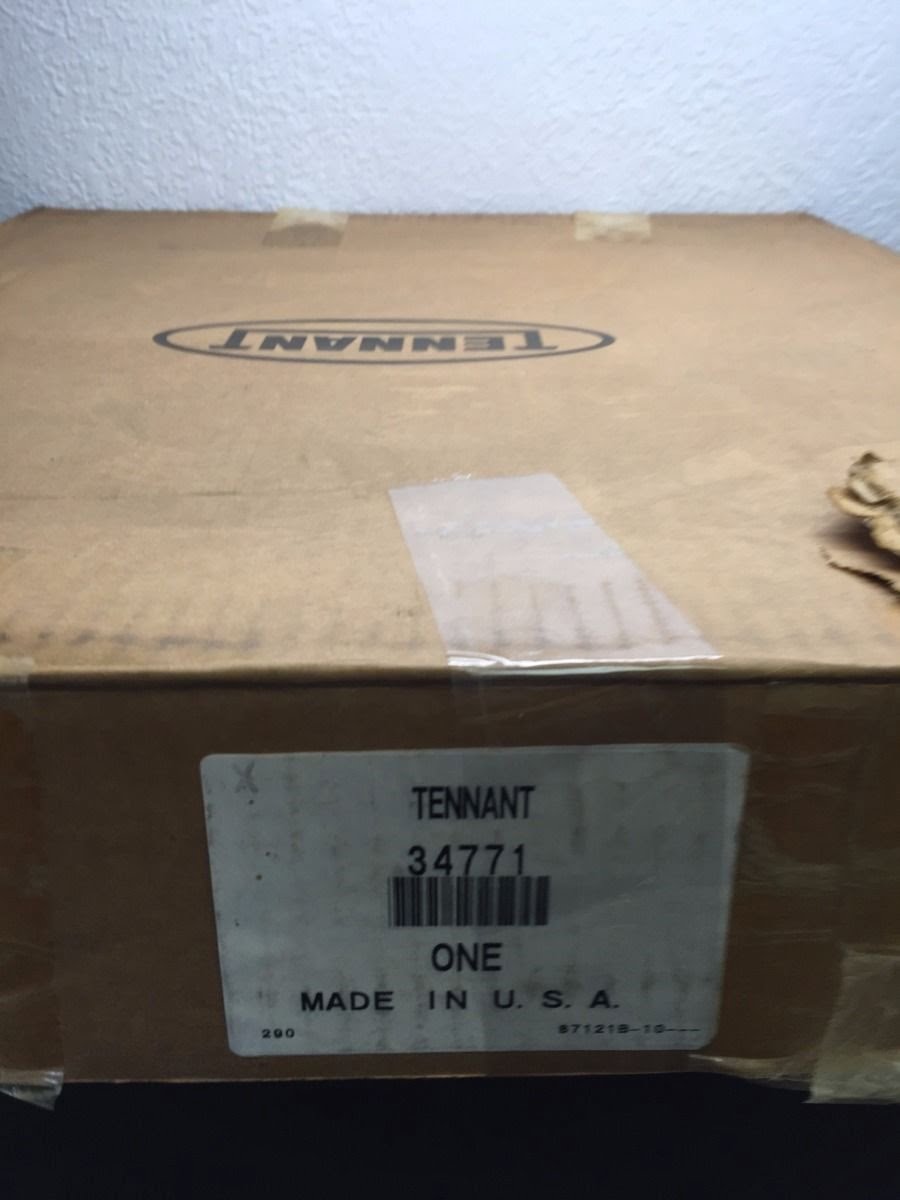 TENNANT
TENNANT
34771
ONE
MADE IN U. S. A.
290